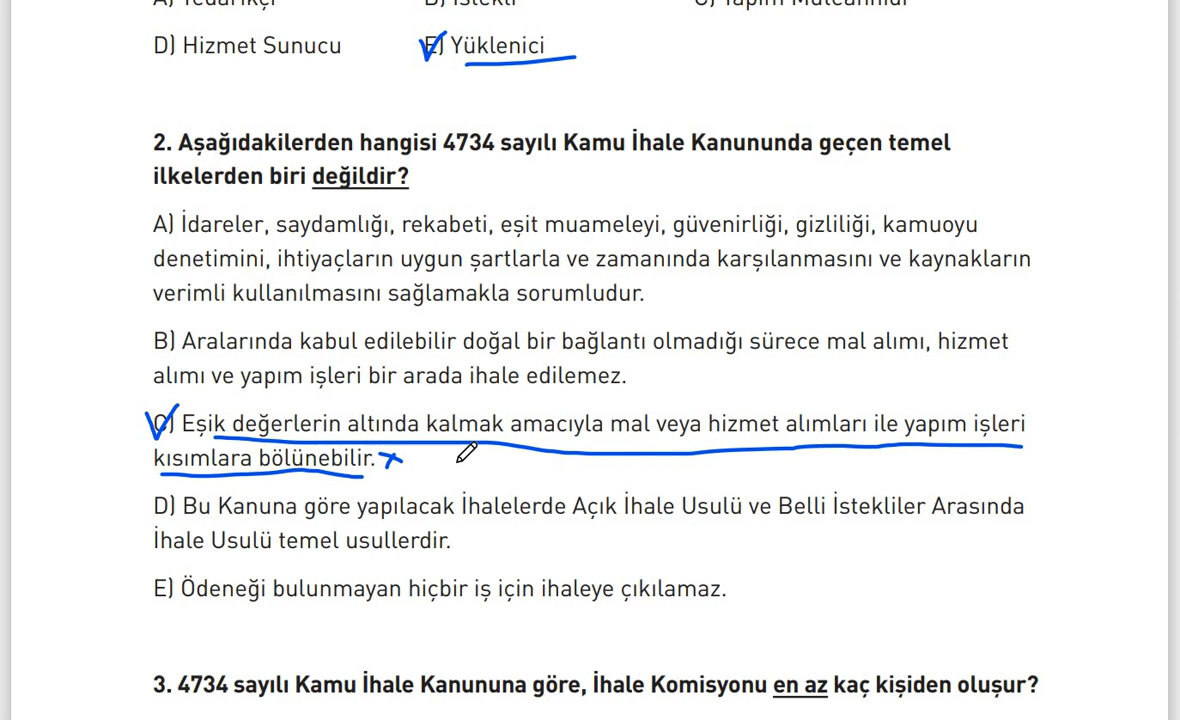 A) Tedarikçi B) İstekli C) Yapım Müteahhidi
D) Hizmet Sunucu E) Yüklenici
2. Aşağıdakilerden hangisi 4734 sayılı Kamu İhale Kanununda geçen temel
ilkelerden biri değildir?
A) İdareler, saydamlığı, rekabeti, eşit muameleyi, güvenirliği, gizliliği, kamuoyu
denetimini, ihtiyaçların uygun şartlarla ve zamanında karşılanmasını ve kaynakların
verimli kullanılmasını sağlamakla sorumludur.
B) Aralarında kabul edilebilir doğal bir bağlantı olmadığı sürece mal alımı, hizmet
alımı ve yapım işleri bir arada ihale edilemez.
C) Eşik değerlerin altında kalmak amacıyla mal veya hizmet alımları ile yapım işleri
kısımlara bölünebilir.
D) Bu Kanuna göre yapılacak İhalelerde Açık İhale Usulü ve Belli İstekliler Arasında
İhale Usulü temel usullerdir.
E) Ödeneği bulunmayan hiçbir iş için ihaleye çıkılamaz.
3. 4734 sayılı Kamu İhale Kanununa göre, İhale Komisyonu en az kaç kişiden oluşur?